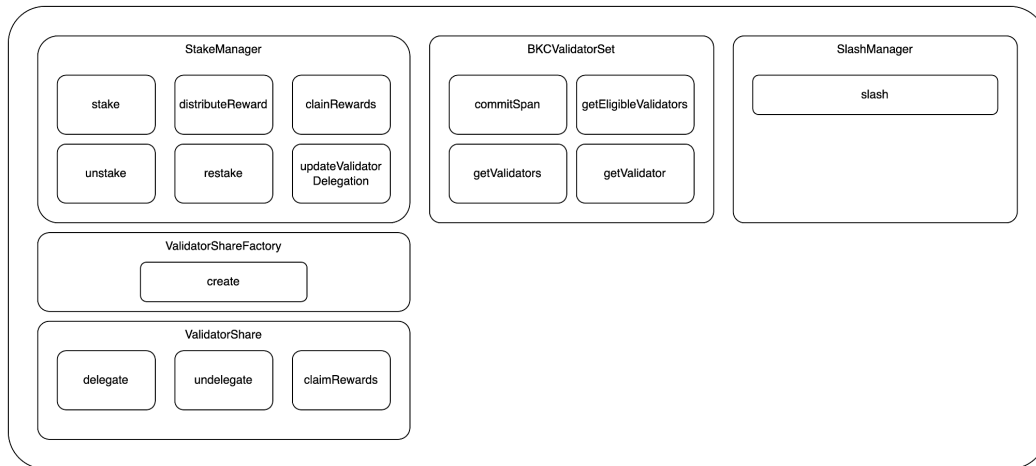 StakeManager
stake
distributeReward
clainRewards
unstake
restake
updateValidator
Delegation
BKCValidatorSet
commitSpan
getEligibleValidators
getValidators
getValidator
SlashManager
slash
ValidatorShareFactory
create
ValidatorShare
delegate
undelegate
claimRewards